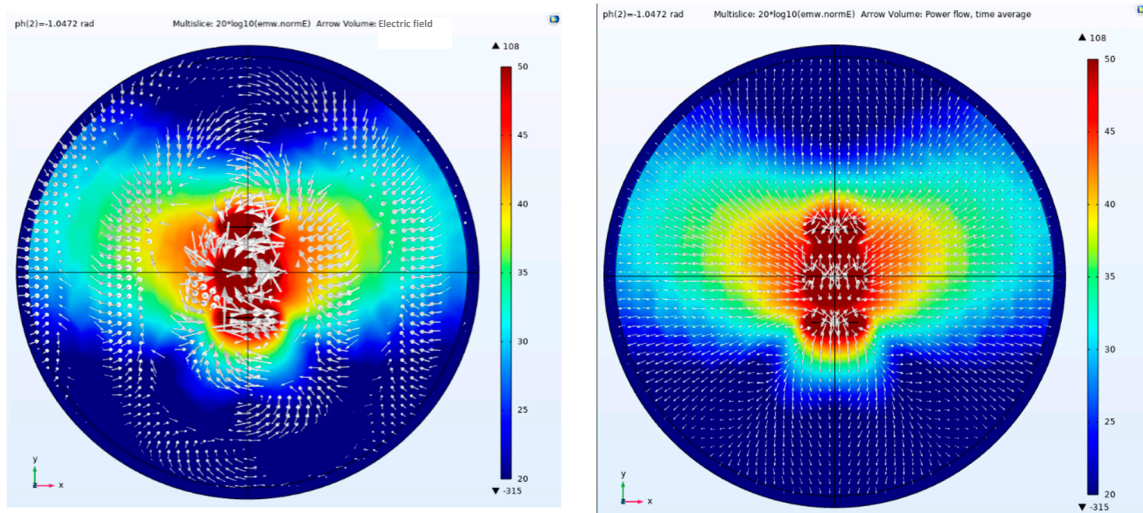 ph(2)=-1.0472 rad
Multislice: 20*log10(emw.normE) Arrow Volume: Electric field
108
50
45
40
35
30
25
20
-315
y
x
ph(2)=-1.0472 rad
Multislice: 20*log10(emw.normE) Arrow Volume: Power flow, time average
108
50
45
40
35
30
25
20
-315
y
x